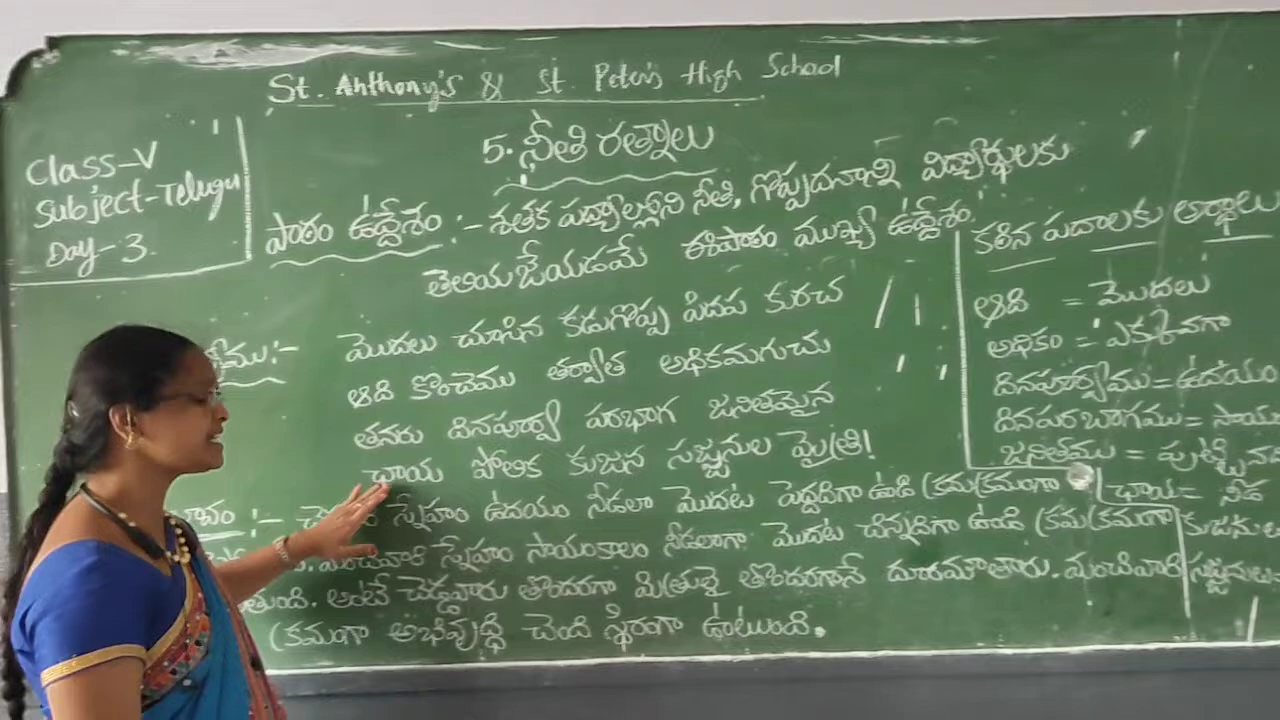 St. Anthony's & St. Peter's High School
Class-V
Subject-Telugu
Day-3.
5. నీతి రత్నాలు
పాఠం ఉద్దేశం :- శతక పద్యాలల్లోని నీతి, గొప్పదనాన్ని విద్యార్థులకు
తెలియజేయడమే ఈపాఠం ముఖ్య ఉద్దేశం.
మొదలు చూసిన కడుగొప్ప పిదప కురచ
ఆది కొంచెము తర్వాత అధికమగుచు
తనరు దినపూర్వ పరభాగ జనితమైన
ఛాయ పోలిక కుజన సజ్జనుల మైత్రి!
స్నేహం ఉదయం నీడలా మొదట పెద్దదిగా ఉండి క్రమక్రమంగా
మంచివారి స్నేహం సాయంకాలం నీడలాగా మొదట చిన్నదిగా ఉండి క్రమక్రమంగా
అంటే చెడ్డవారు తొందరగా మిత్రులై తొందరగానే దూరమౌతారు. మంచివారి
క్రమంగా అభివృద్ధి చెంది స్థిరంగా ఉంటుంది.
కఠిన పదాలకు అర్థాలు
ఆది = మొదలు
అధికం = ఎక్కువగా
దినపూర్వము = ఉదయం
దినపరభాగము =
జనితము =
ఛాయ = నీడ